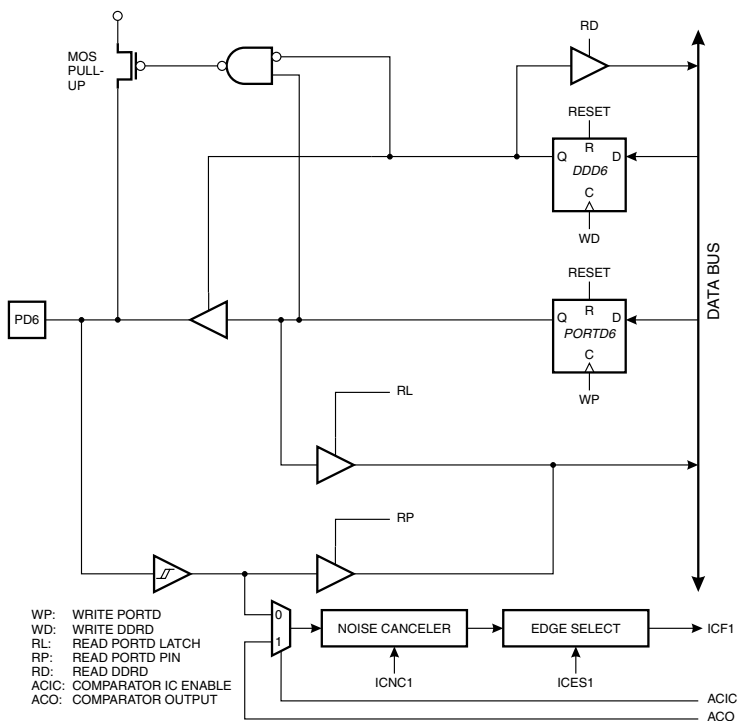 RD
MOS
PULL-
UP
RESET
R
Q
D
DDD6
C
WD
RESET
R
PD6
Q
D
PORTD6
C
WP
DATA BUS
RL
RP
WP: WRITE PORTD
WD: WRITE DDRD
RL: READ PORTD LATCH
RP: READ PORTD PIN
RD: READ DDRD
ACIC: COMPARATOR IC ENABLE
ACO: COMPARATOR OUTPUT
0
1
NOISE CANCELER
EDGE SELECT
ICF1
ICNC1
ICES1
ACIC
ACO